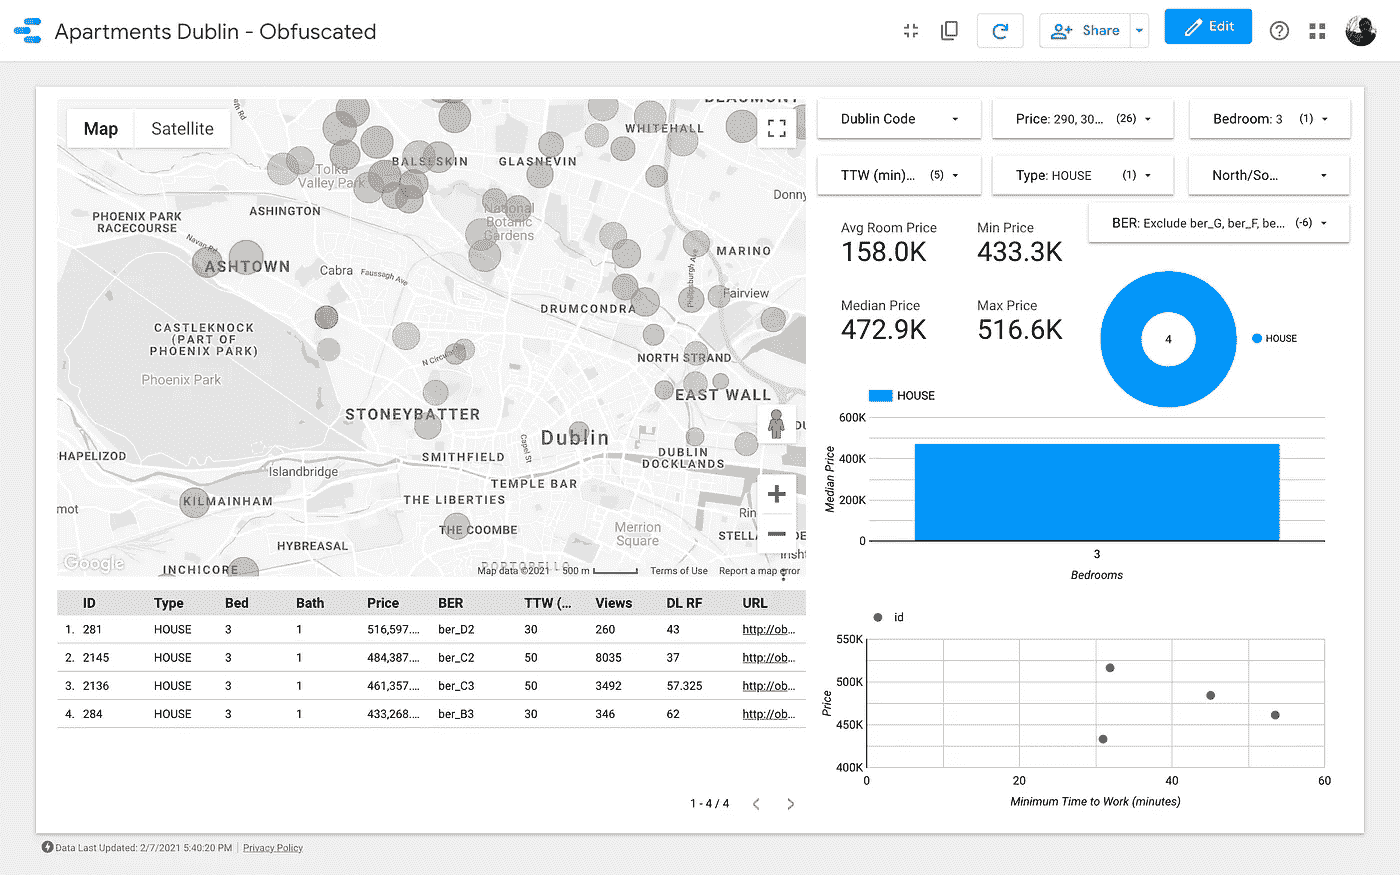 Apartments Dublin - Obfuscated
Share
Edit
Map
Satellite
WHITEHALL
BALSESKIN
GLASNEVIN
Tolka
Valley Park
Donny
PHOENIX PARK
RACECOURSE
ASHINGTON
National
Botanic
Gardens
Navan Rd
MARINO
ASHTOWN
Cabra
Faussagh Ave
Philipsburgh Ave
Fairview
DRUMCONDRA
CASTLEKNOCK
(PART OF
PHOENIX PARK)
N Circular
NORTH STRAND
Phoenix Park
EAST WALL
STONEYBATTER
Dublin
HAPELIZOD
SMITHFIELD
Capel St
DUBLIN
DOCKLANDS
Islandbridge
TEMPLE BAR
KILMAINHAM
THE LIBERTIES
mot
Rin
THE COOMBE
Merrion
Square
HYBREASAL
Google
INCHICORE
PORTOBELLO
Map data ©2021
500 m
Terms of Use
Report a map error
ID Type Bed Bath Price BER TTW (... Views DL RF URL
1. 281 HOUSE 3 1 516,597.... ber_D2 30 260 43 http://ob...
2. 2145 HOUSE 3 1 484,387.... ber_C2 50 8035 37 http://ob...
3. 2136 HOUSE 3 1 461,357.... ber_C3 50 3492 57.325 http://ob...
4. 284 HOUSE 3 1 433,268.... ber_B3 30 346 62 http://ob...
1 - 4 / 4
Dublin Code
Price: 290, 30... (26)
Bedroom: 3 (1)
TTW (min)... (5)
Type: HOUSE (1)
North/So...
BER: Exclude ber_G, ber_F, be... (-6)
Avg Room Price
158.0K
Min Price
433.3K
Median Price
472.9K
Max Price
516.6K
4
HOUSE
HOUSE
600K
400K
200K
0
Median Price
3
Bedrooms
id
550K
500K
450K
400K
Price
0 20 40 60
Minimum Time to Work (minutes)
Data Last Updated: 2/7/2021 5:40:20 PM
Privacy Policy